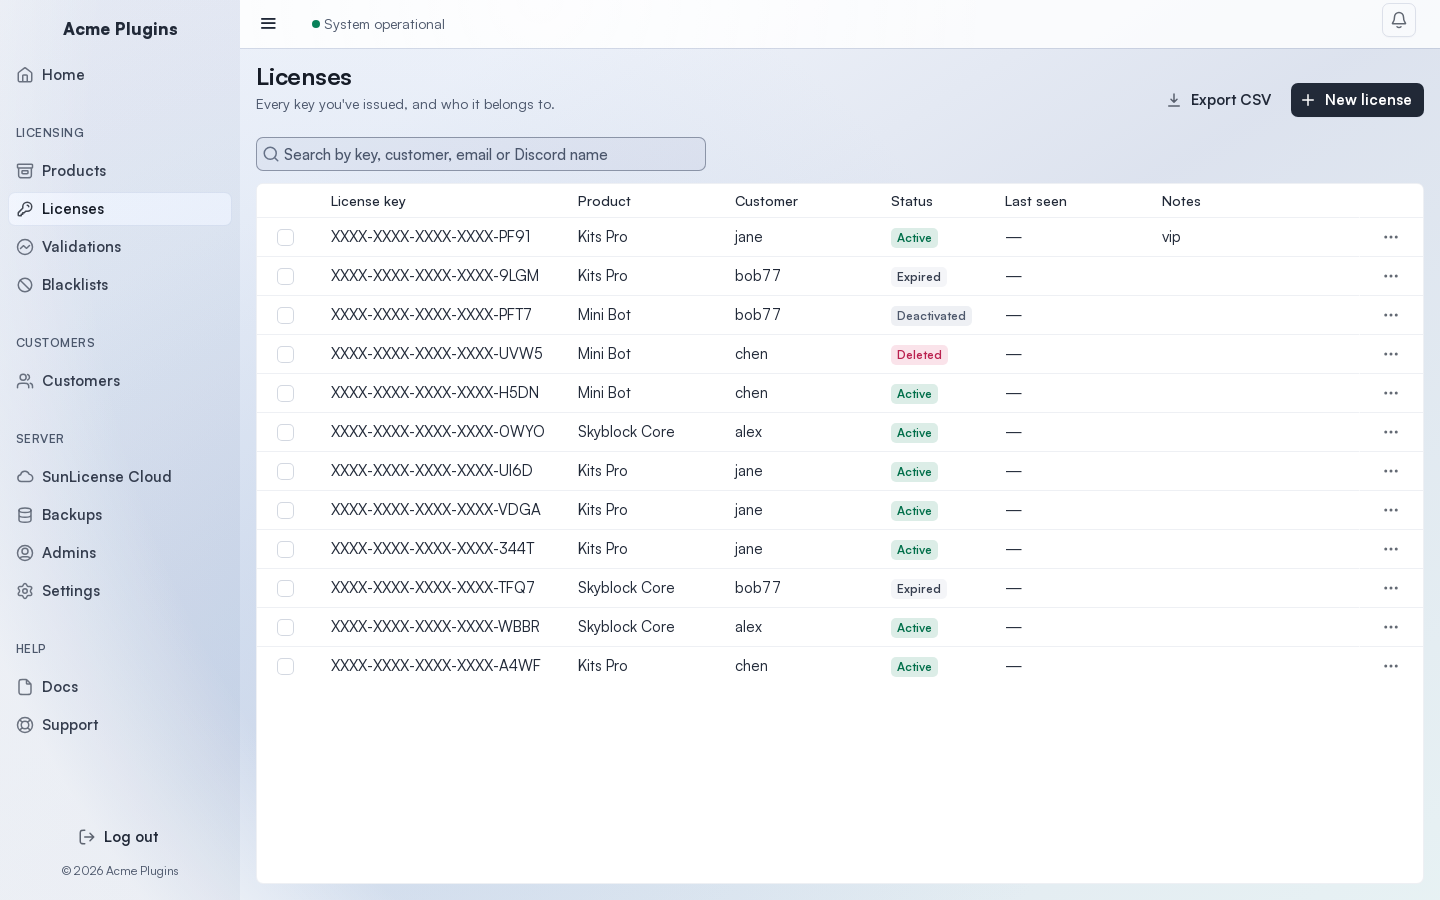 Acme Plugins
System operational
Home
LICENSING
Products
Licenses
Validations
Blacklists
CUSTOMERS
Customers
SERVER
SunLicense Cloud
Backups
Admins
Settings
HELP
Docs
Support
Log out
© 2026 Acme Plugins
Licenses
Every key you've issued, and who it belongs to.
Export CSV
New license
Search by key, customer, email or Discord name
License key Product Customer Status Last seen Notes
XXXX-XXXX-XXXX-XXXX-PF91 Kits Pro jane Active — vip
XXXX-XXXX-XXXX-XXXX-9LGM Kits Pro bob77 Expired —
XXXX-XXXX-XXXX-XXXX-PFT7 Mini Bot bob77 Deactivated —
XXXX-XXXX-XXXX-XXXX-UVW5 Mini Bot chen Deleted —
XXXX-XXXX-XXXX-XXXX-H5DN Mini Bot chen Active —
XXXX-XXXX-XXXX-XXXX-0WYO Skyblock Core alex Active —
XXXX-XXXX-XXXX-XXXX-UI6D Kits Pro jane Active —
XXXX-XXXX-XXXX-XXXX-VDGA Kits Pro jane Active —
XXXX-XXXX-XXXX-XXXX-344T Kits Pro jane Active —
XXXX-XXXX-XXXX-XXXX-TFQ7 Skyblock Core bob77 Expired —
XXXX-XXXX-XXXX-XXXX-WBBR Skyblock Core alex Active —
XXXX-XXXX-XXXX-XXXX-A4WF Kits Pro chen Active —